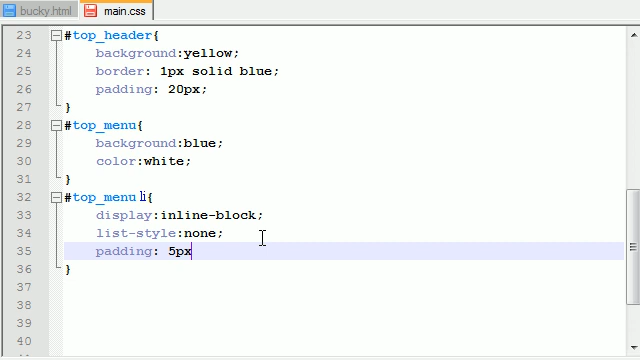 bucky.html main.css
23 #top_header{
24 background:yellow;
25 border: 1px solid blue;
26 padding: 20px;
27 }
28 #top_menu{
29 background:blue;
30 color:white;
31 }
32 #top_menu li{
33 display:inline-block;
34 list-style:none;
35 padding: 5px
36 }
37
38
39
40